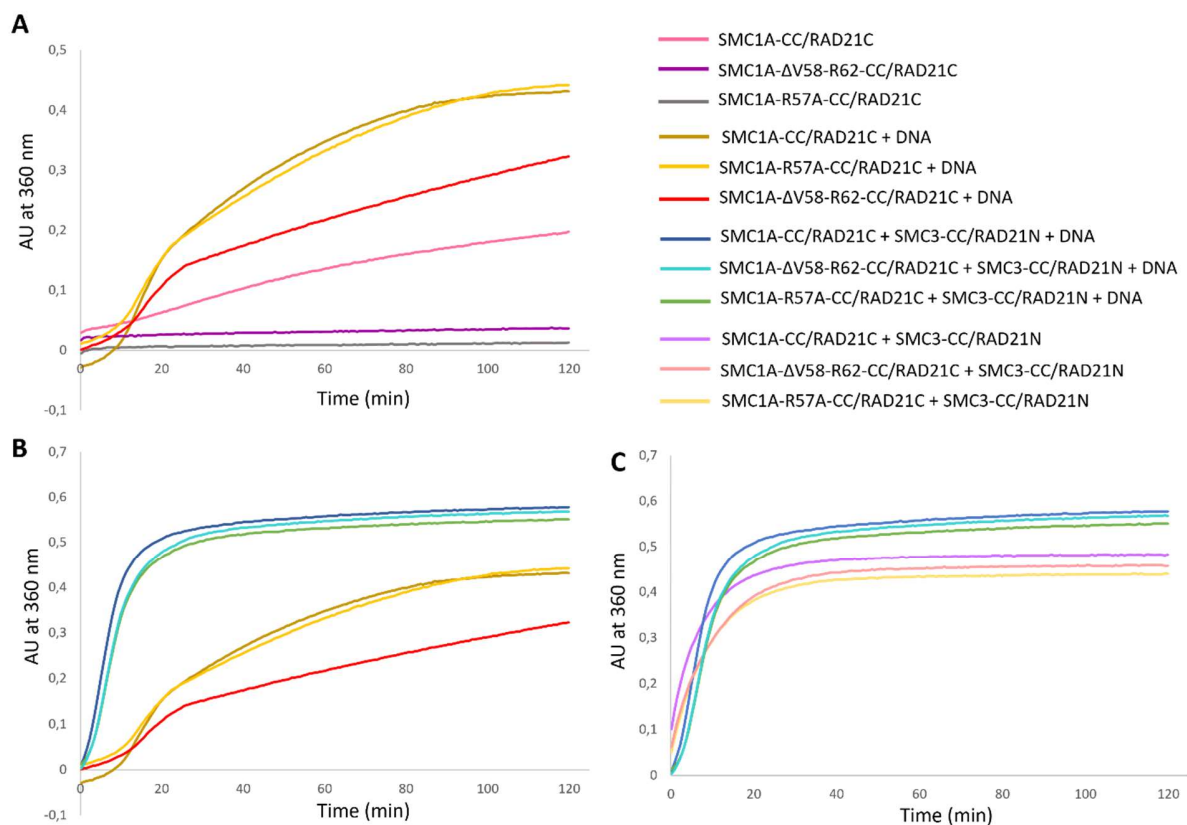 A
AU at 360 nm
0,5
0,4
0,3
0,2
0,1
0
-0,1
0 20 40 60 80 100 120
Time (min)
SMC1A-CC/RAD21C
SMC1A-ΔV58-R62-CC/RAD21C
SMC1A-R57A-CC/RAD21C
SMC1A-CC/RAD21C + DNA
SMC1A-R57A-CC/RAD21C + DNA
SMC1A-ΔV58-R62-CC/RAD21C + DNA
SMC1A-CC/RAD21C + SMC3-CC/RAD21N + DNA
SMC1A-ΔV58-R62-CC/RAD21C + SMC3-CC/RAD21N + DNA
SMC1A-R57A-CC/RAD21C + SMC3-CC/RAD21N + DNA
SMC1A-CC/RAD21C + SMC3-CC/RAD21N
SMC1A-ΔV58-R62-CC/RAD21C + SMC3-CC/RAD21N
SMC1A-R57A-CC/RAD21C + SMC3-CC/RAD21N
B
AU at 360 nm
0,7
0,6
0,5
0,4
0,3
0,2
0,1
0
-0,1
0 20 40 60 80 100 120
Time (min)
C
AU at 360 nm
0,7
0,6
0,5
0,4
0,3
0,2
0,1
0
0 20 40 60 80 100 120
Time (min)